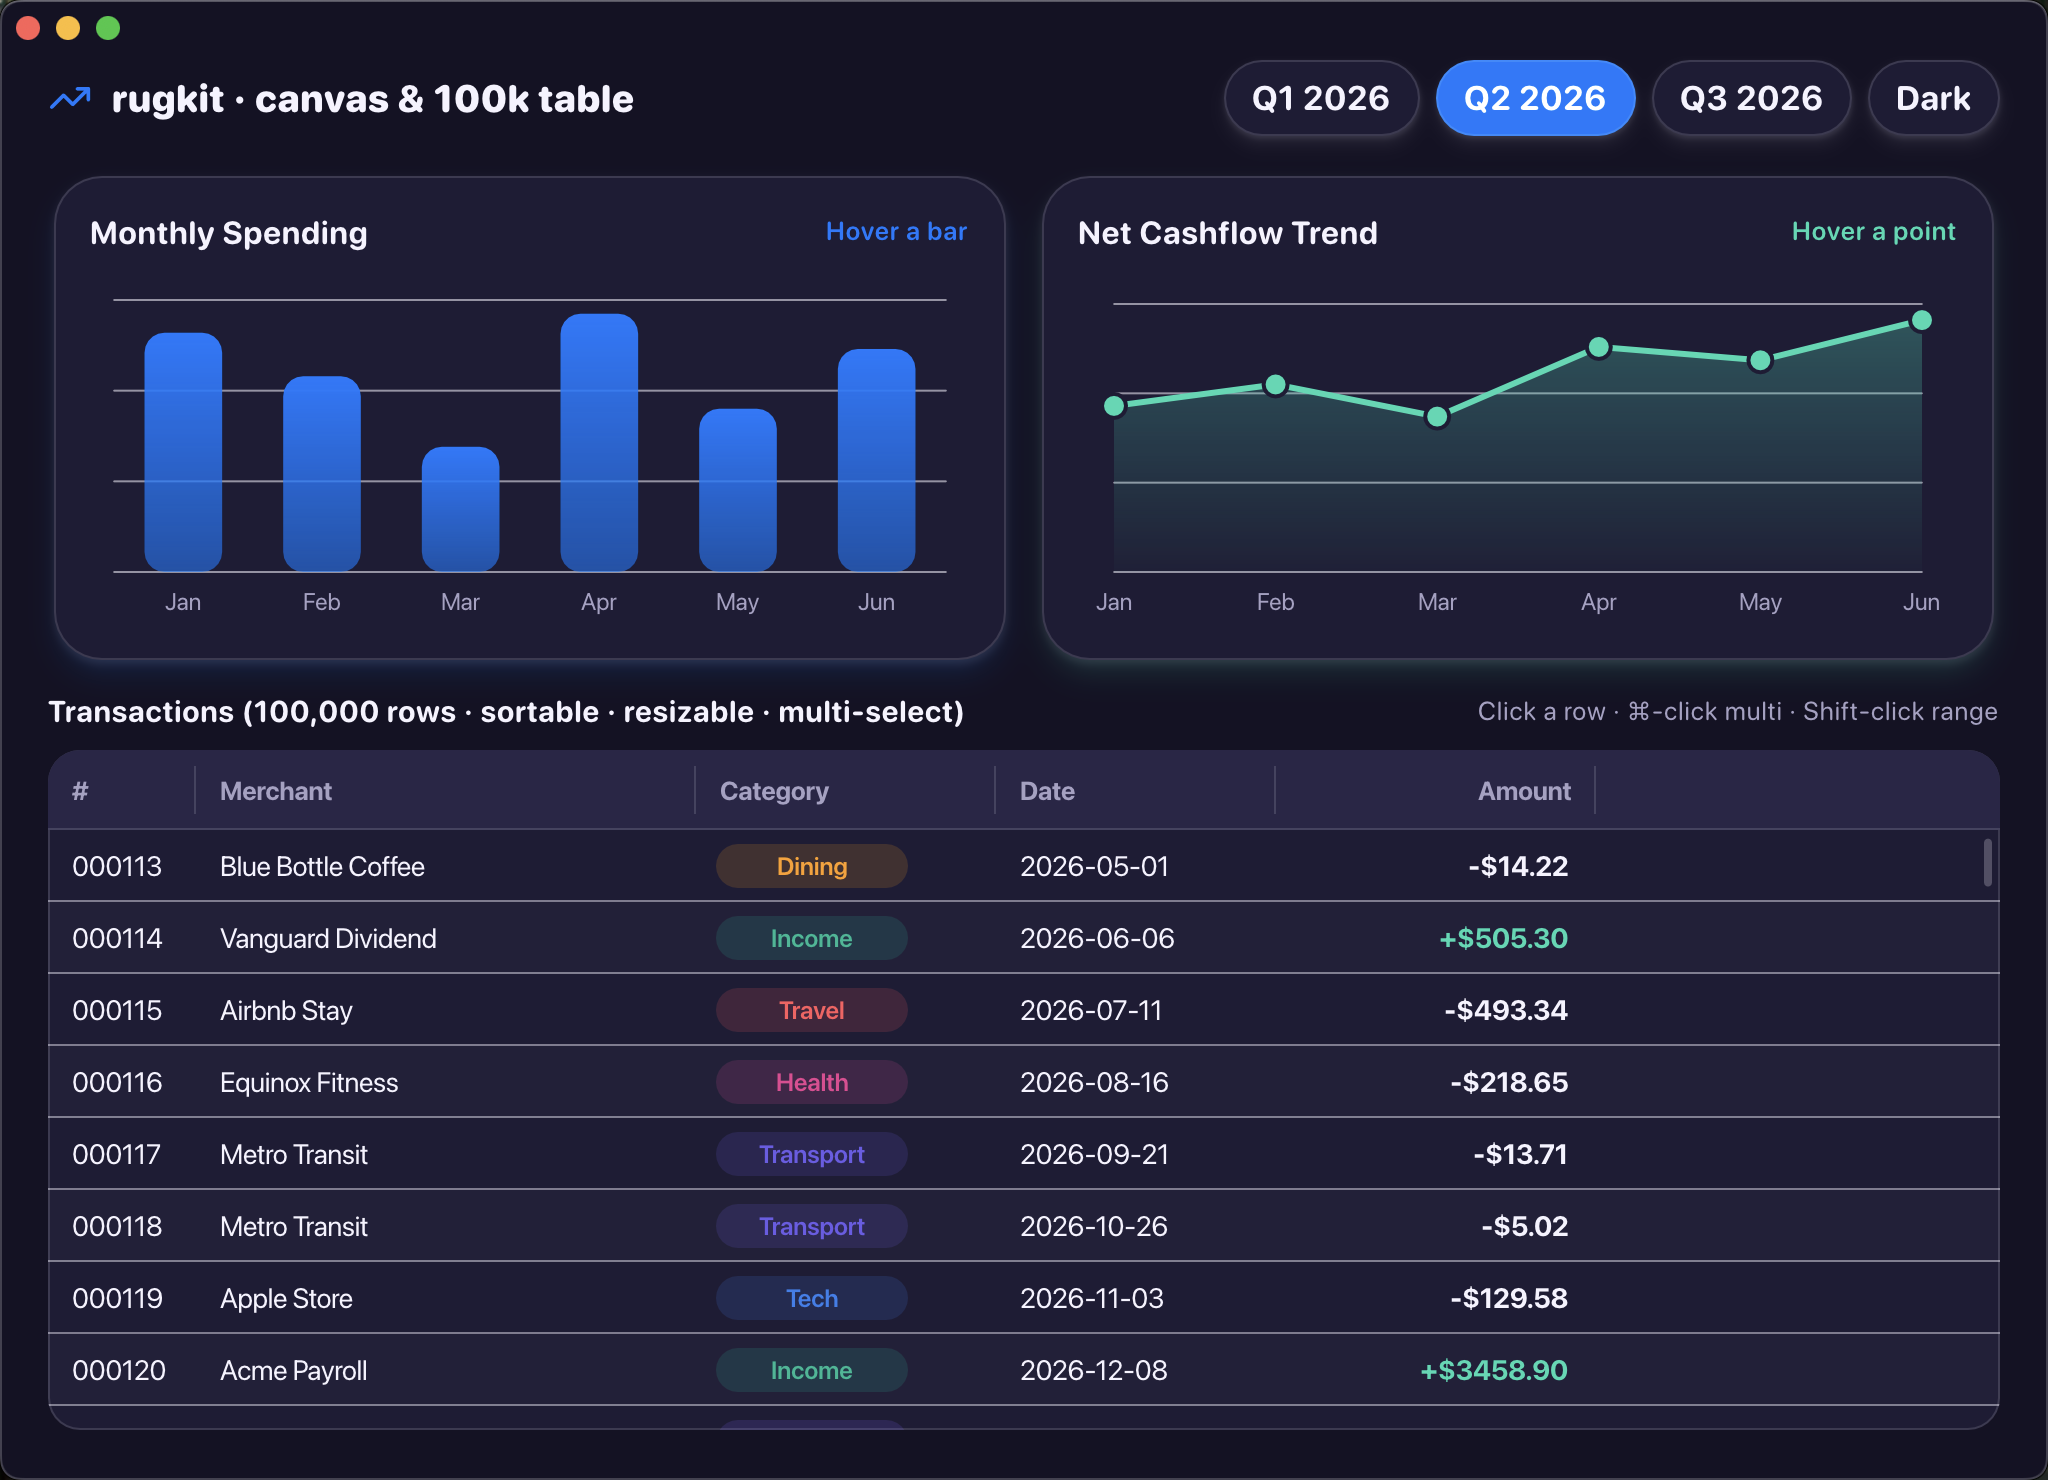 rugkit · canvas & 100k table
Q1 2026
Q2 2026
Q3 2026
Dark
Monthly Spending
Hover a bar
Jan Feb Mar Apr May Jun
Net Cashflow Trend
Hover a point
Jan Feb Mar Apr May Jun
Transactions (100,000 rows · sortable · resizable · multi-select)
Click a row · ⌘-click multi · Shift-click range
# Merchant Category Date Amount
000113 Blue Bottle Coffee Dining 2026-05-01 -$14.22
000114 Vanguard Dividend Income 2026-06-06 +$505.30
000115 Airbnb Stay Travel 2026-07-11 -$493.34
000116 Equinox Fitness Health 2026-08-16 -$218.65
000117 Metro Transit Transport 2026-09-21 -$13.71
000118 Metro Transit Transport 2026-10-26 -$5.02
000119 Apple Store Tech 2026-11-03 -$129.58
000120 Acme Payroll Income 2026-12-08 +$3458.90